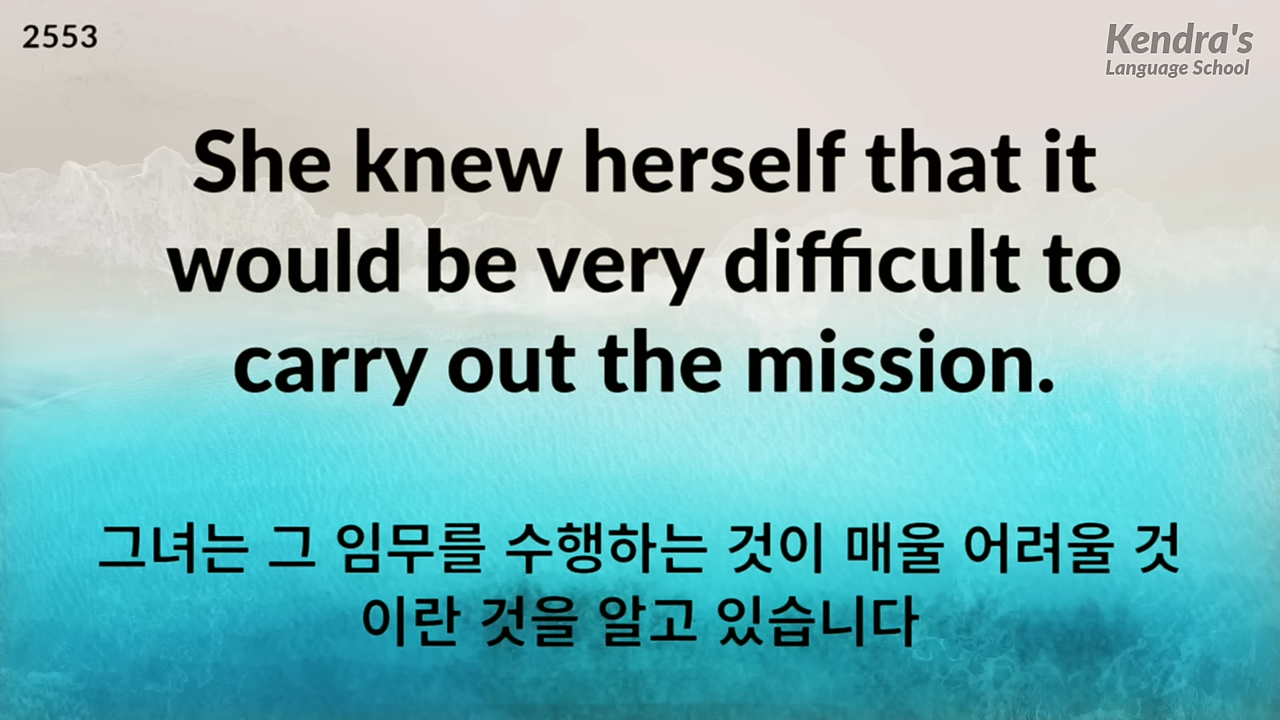 2553
Kendra's
Language School
She knew herself that it
would be very difficult to
carry out the mission.
그녀는 그 임무를 수행하는 것이 매울 어려울 것
이란 것을 알고 있습니다